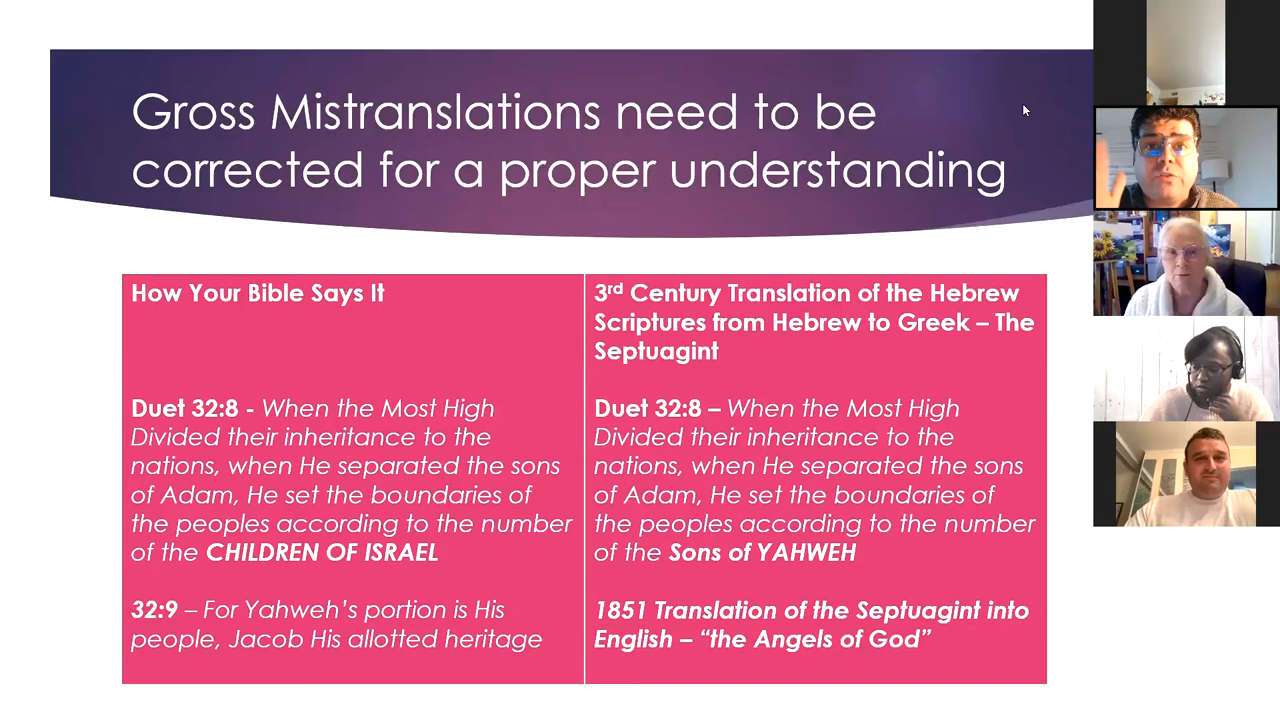 Gross Mistranslations need to be
corrected for a proper understanding
How Your Bible Says It
Duet 32:8 - When the Most High
Divided their inheritance to the
nations, when He separated the sons
of Adam, He set the boundaries of
the peoples according to the number
of the CHILDREN OF ISRAEL
32:9 – For Yahweh's portion is His
people, Jacob His allotted heritage
3rd Century Translation of the Hebrew
Scriptures from Hebrew to Greek – The
Septuagint
Duet 32:8 – When the Most High
Divided their inheritance to the
nations, when He separated the sons
of Adam, He set the boundaries of
the peoples according to the number
of the Sons of YAHWEH
1851 Translation of the Septuagint into
English – “the Angels of God”